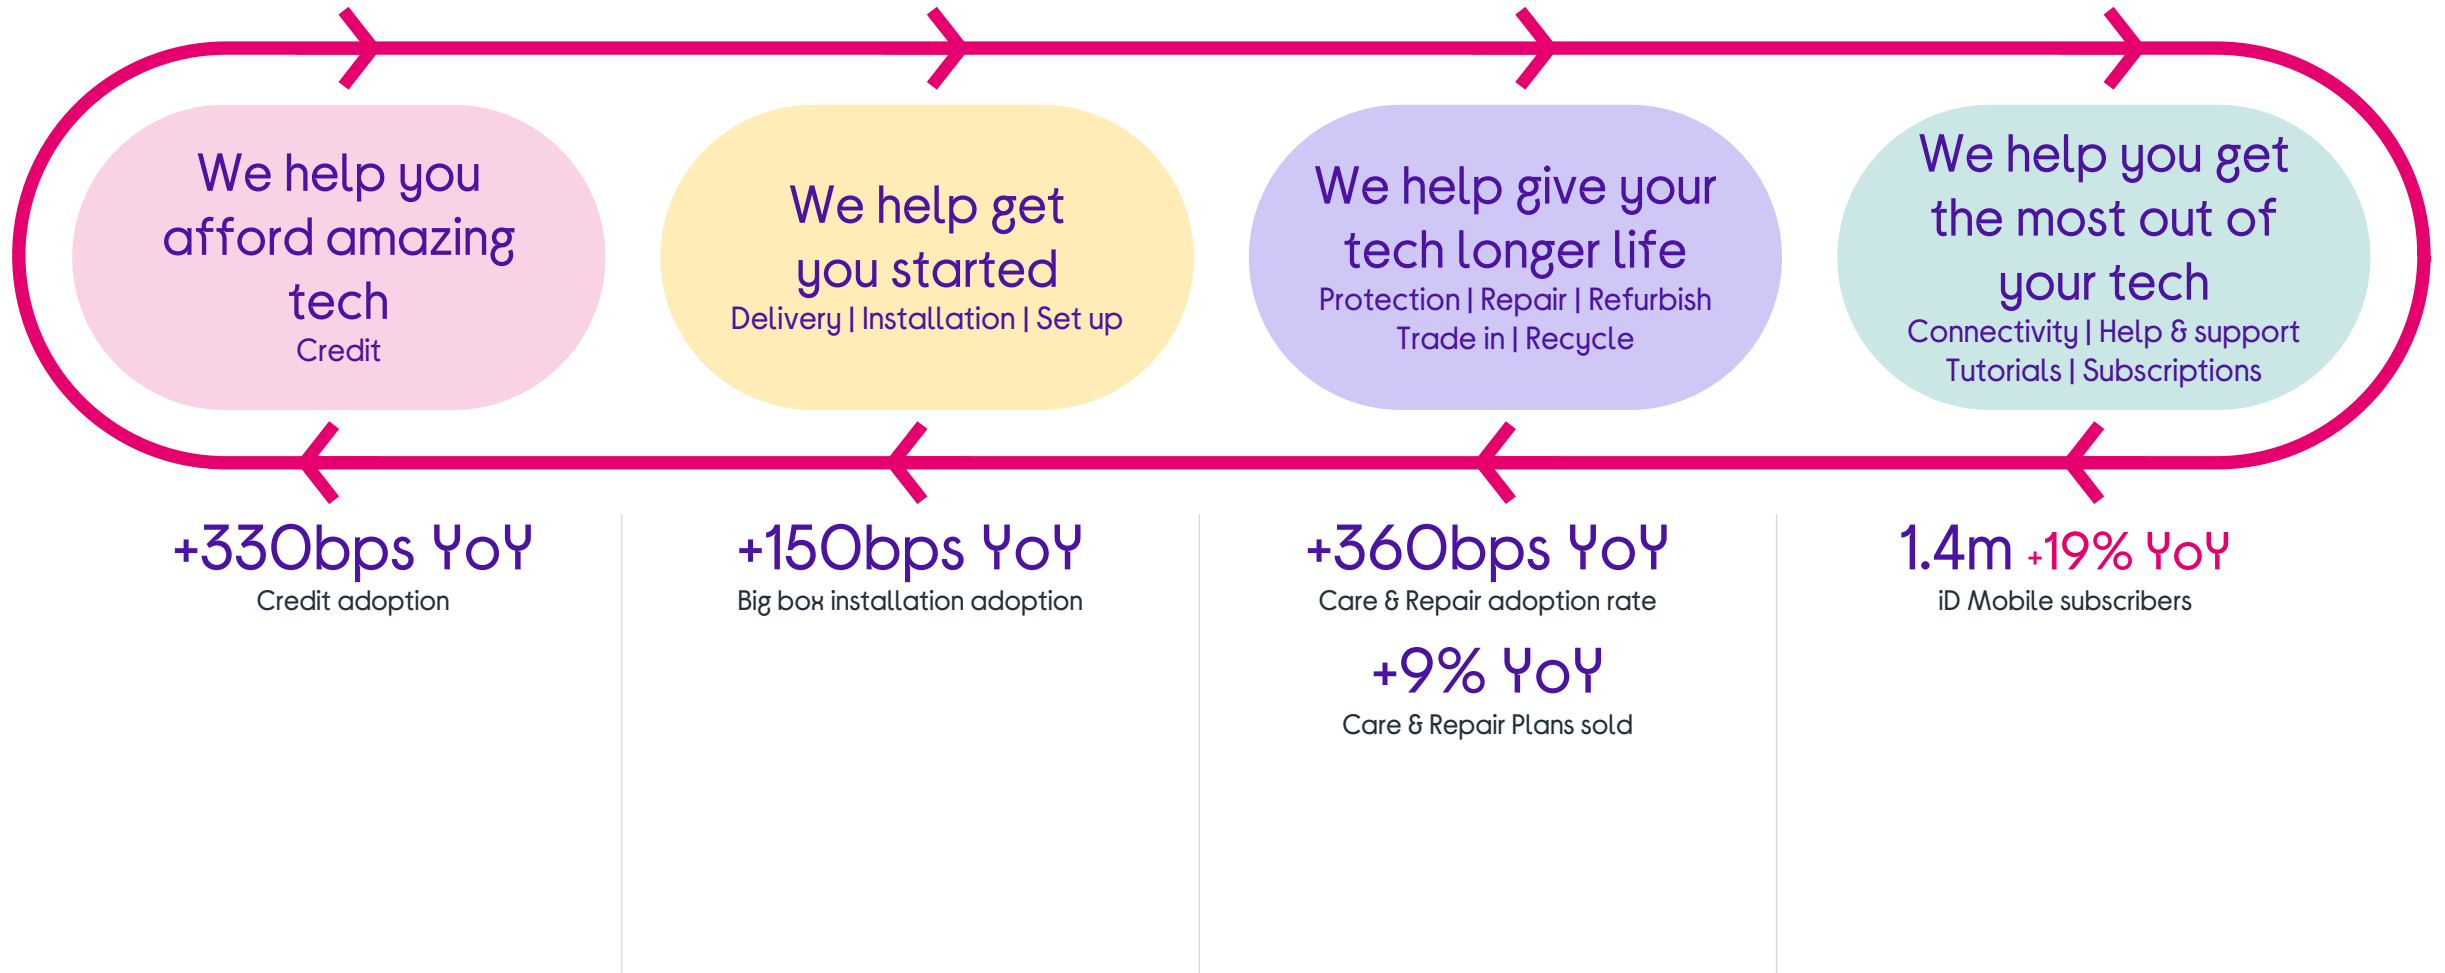 We help you
afford amazing
tech
Credit
We help get
you started
Delivery | Installation | Set up
We help give your
tech longer life
Protection | Repair | Refurbish
Trade in | Recycle
We help you get
the most out of
your tech
Connectivity | Help & support
Tutorials | Subscriptions
+330bps YoY
Credit adoption
+150bps YoY
Big box installation adoption
+360bps YoY
Care & Repair adoption rate
+9% YoY
Care & Repair Plans sold
1.4m +19% YoY
iD Mobile subscribers